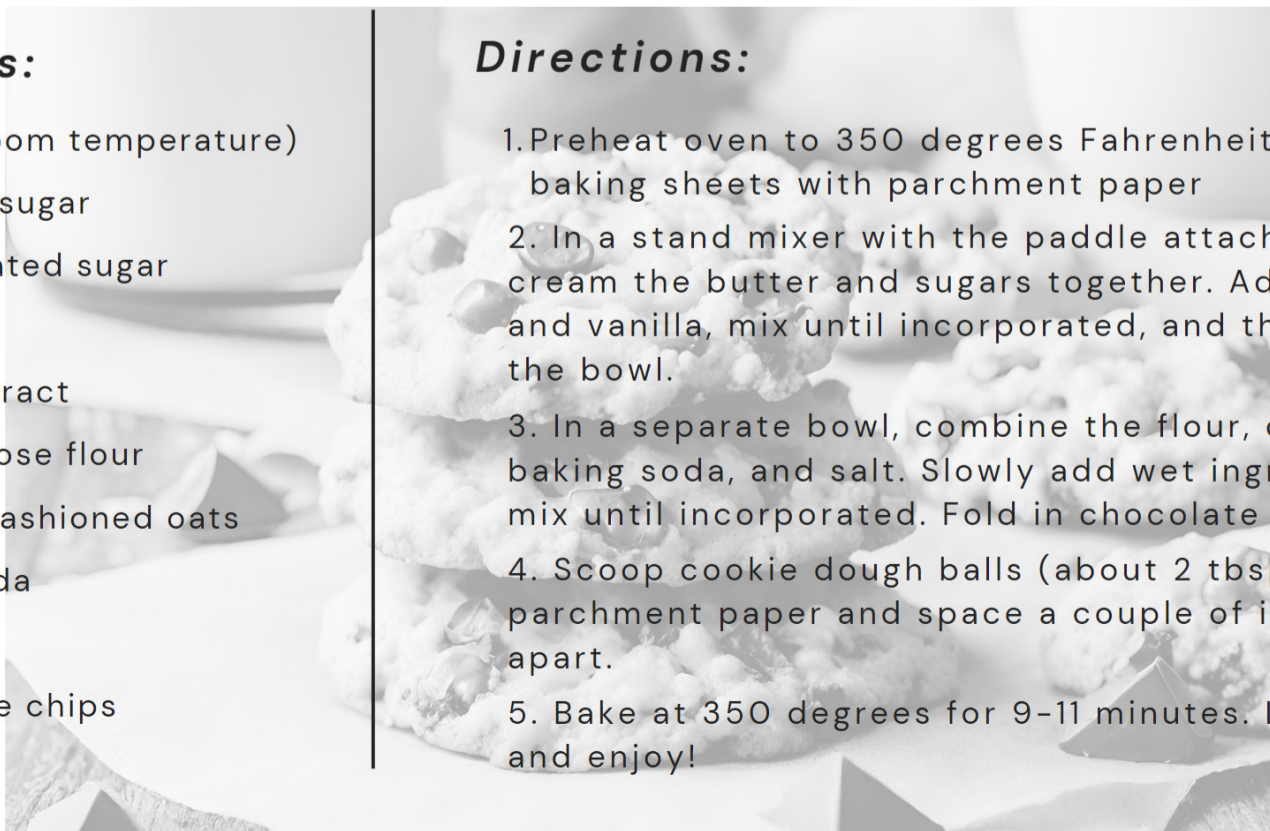 s:
oom temperature)
sugar
ated sugar
ract
ose flour
ashioned oats
da
e chips
Directions:
1. Preheat oven to 350 degrees Fahrenheit
baking sheets with parchment paper
2. In a stand mixer with the paddle attach
cream the butter and sugars together. Ad
and vanilla, mix until incorporated, and th
the bowl.
3. In a separate bowl, combine the flour,
baking soda, and salt. Slowly add wet ingr
mix until incorporated. Fold in chocolate
4. Scoop cookie dough balls (about 2 tbsp
parchment paper and space a couple of i
apart.
5. Bake at 350 degrees for 9-11 minutes.
and enjoy!